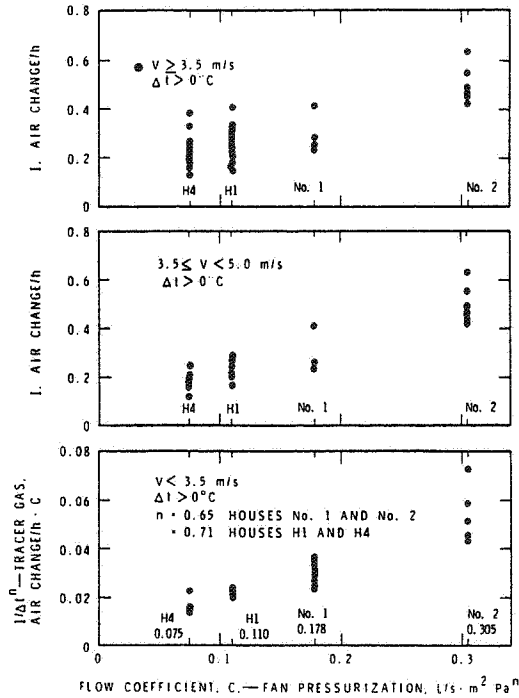 0.8
0.6
0.4
0.2
0
I. AIR CHANGE/h
V ≥ 3.5 m/s
Δt > 0°C
H4
H1
No. 1
No. 2
0.8
0.6
0.4
0.2
0
I. AIR CHANGE/h
3.5 ≤ V < 5.0 m/s
Δt > 0°C
H4
H1
No. 1
No. 2
0.08
0.06
0.04
0.02
0
I/Δtⁿ—TRACER GAS,
AIR CHANGE/h · C
V < 3.5 m/s
Δt > 0°C
n = 0.65 HOUSES No. 1 AND No. 2
= 0.71 HOUSES H1 AND H4
H4
0.075
H1
0.110
No. 1
0.178
No. 2
0.305
0
0.1
0.2
0.3
FLOW COEFFICIENT, C,—FAN PRESSURIZATION, L/s · m² Paⁿ